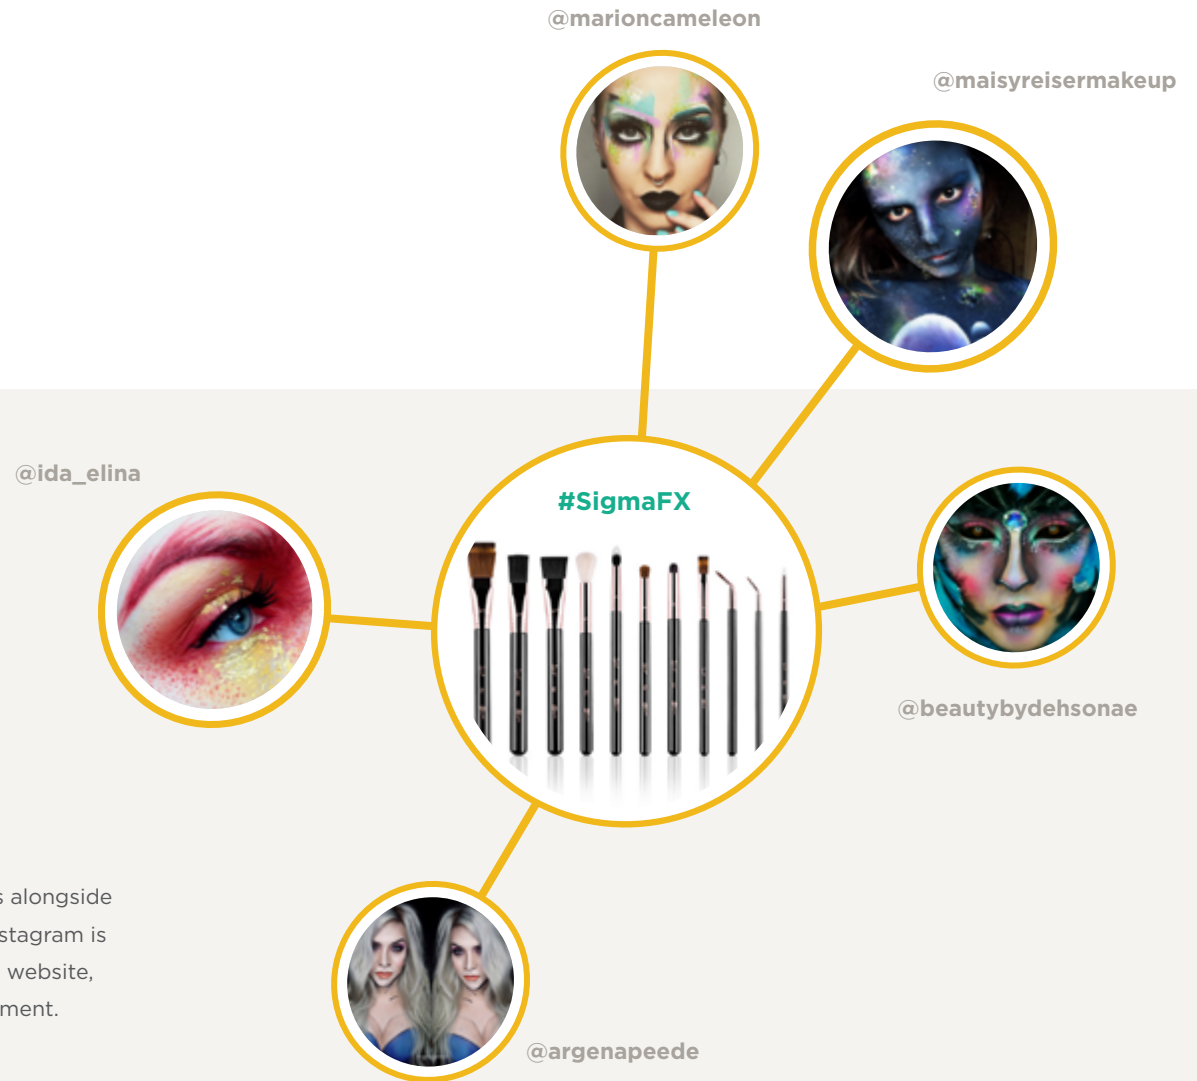 @marioncameleon
@maisyreisermakeup
@ida_elina
#SigmaFX
@beautybydehsonae
s alongside
stagram is
website,
ment.
@argenapeede